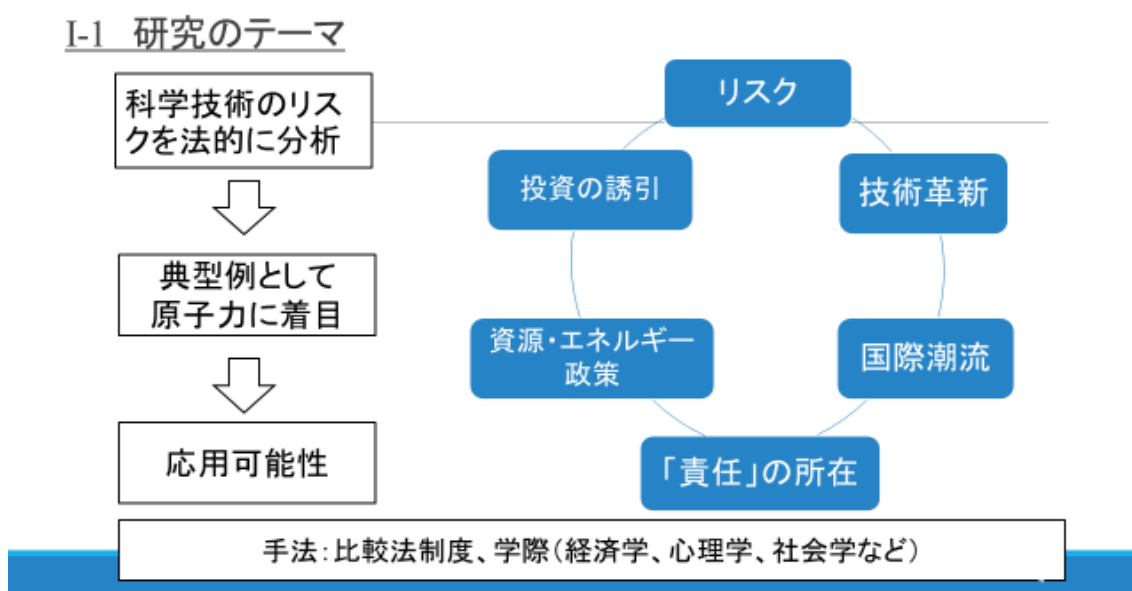 I-1 研究のテーマ
科学技術のリス
クを法的に分析
典型例として
原子力に着目
応用可能性
リスク
技術革新
国際潮流
「責任」の所在
資源・エネルギー
政策
投資の誘引
手法：比較法制度、学際（経済学、心理学、社会学など）